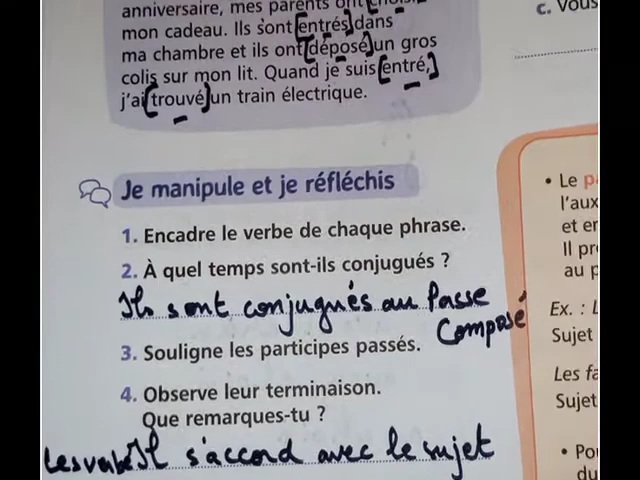 anniversaire, mes parents ont choisi
mon cadeau. Ils sont [entrés] dans
ma chambre et ils ont [déposé] un gros
colis sur mon lit. Quand je suis [entré,]
j'ai [trouvé] un train électrique.
c. Vous
Je manipule et je réfléchis
1. Encadre le verbe de chaque phrase.
2. À quel temps sont-ils conjugués ?
Ils sont conjugués au Passe
Composé
3. Souligne les participes passés.
4. Observe leur terminaison.
Que remarques-tu ?
Les verbe Il s'accord avec le sujet
• Le p
l'aux
et er
Il pr
au p
Ex. : L
Sujet
Les fa
Sujet
• Po
du